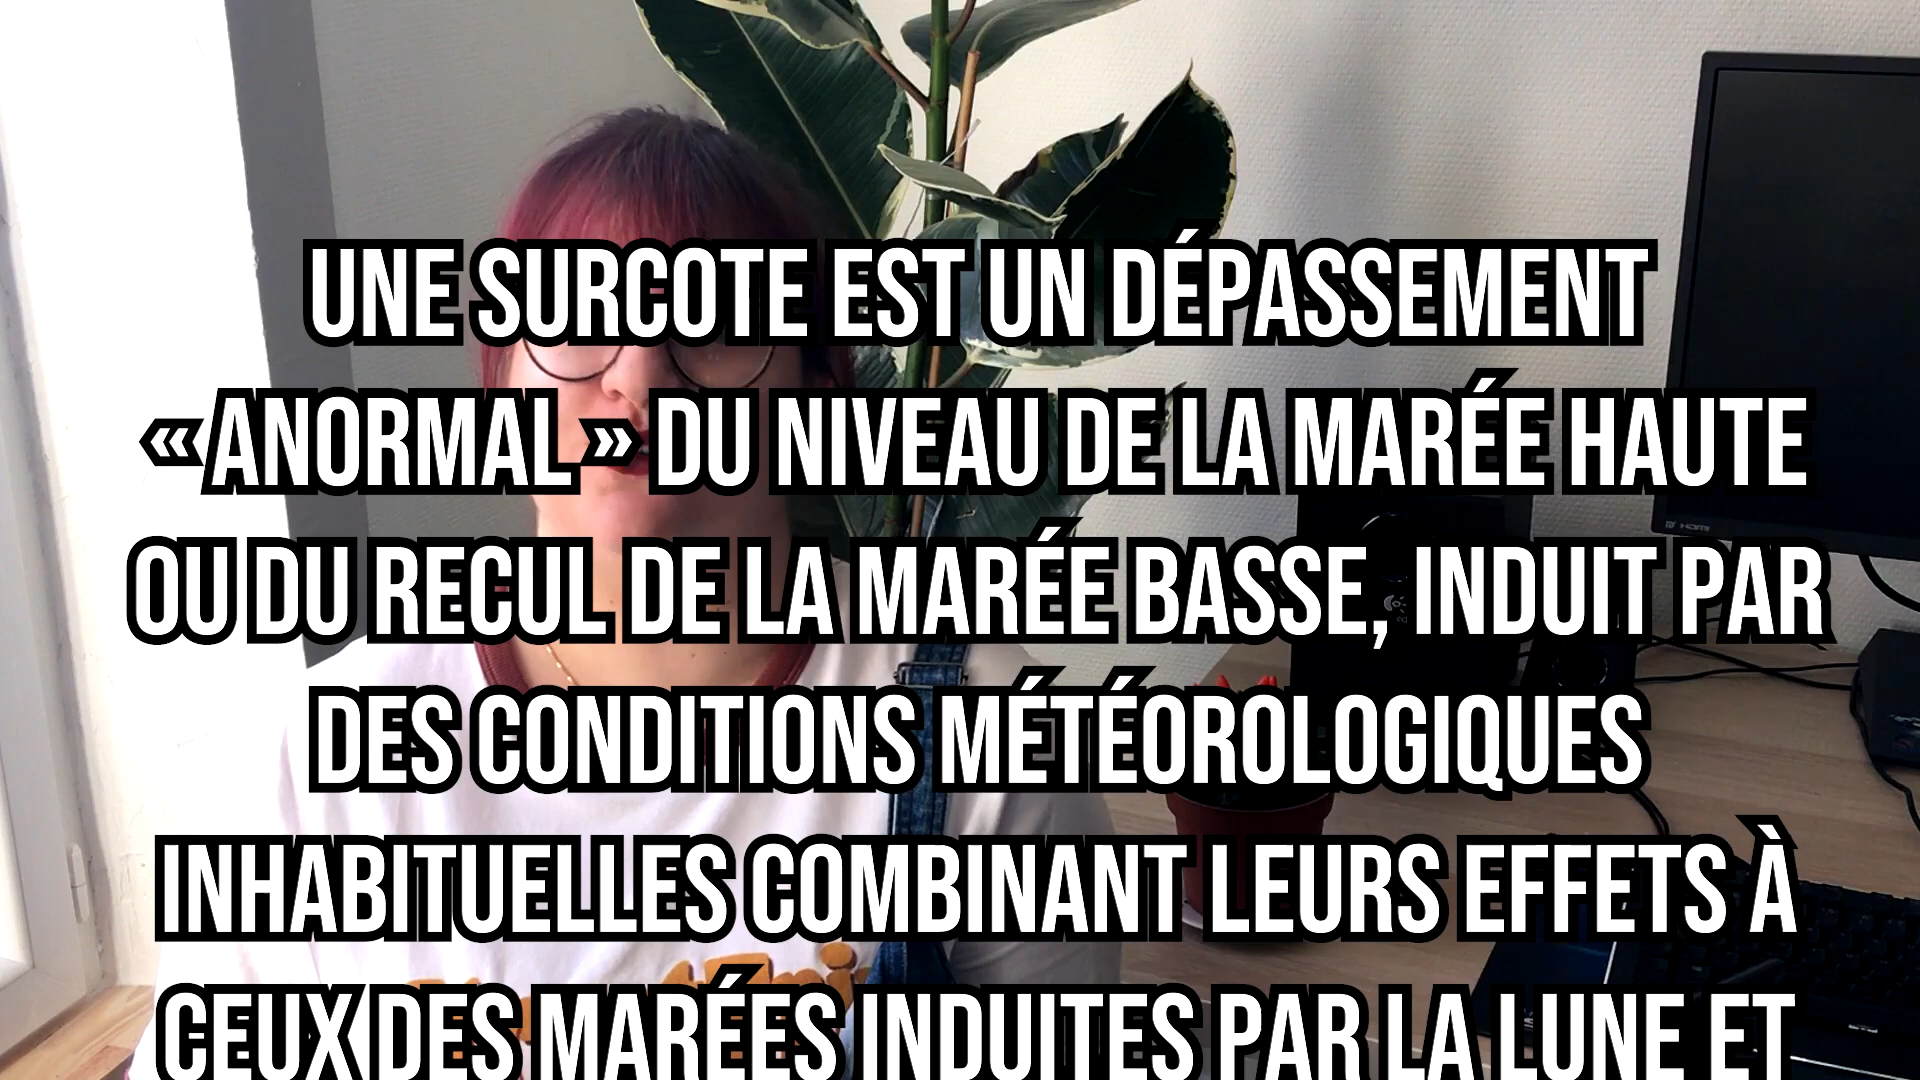 UNE SURCOTE EST UN DÉPASSEMENT
« ANORMAL » DU NIVEAU DE LA MARÉE HAUTE
OU DU RECUL DE LA MARÉE BASSE, INDUIT PAR
DES CONDITIONS MÉTÉOROLOGIQUES
INHABITUELLES COMBINANT LEURS EFFETS À
CEUX DES MARÉES INDUITES PAR LA LUNE ET
HDMI